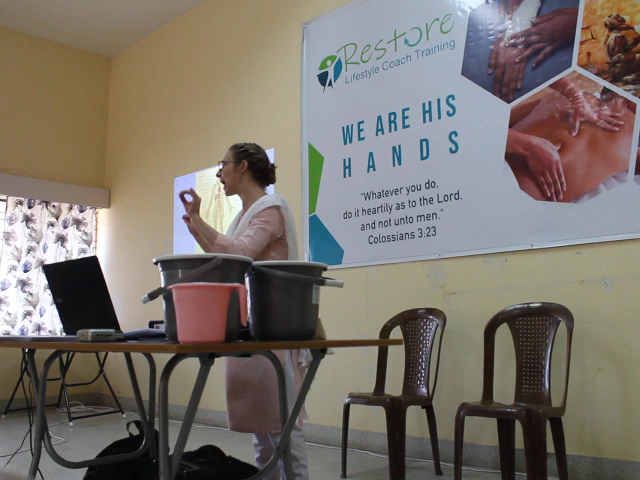 Restore
Lifestyle Coach Training
WE ARE HIS
HANDS
"Whatever you do,
do it heartily as to the Lord.
and not unto men."
Colossians 3:23